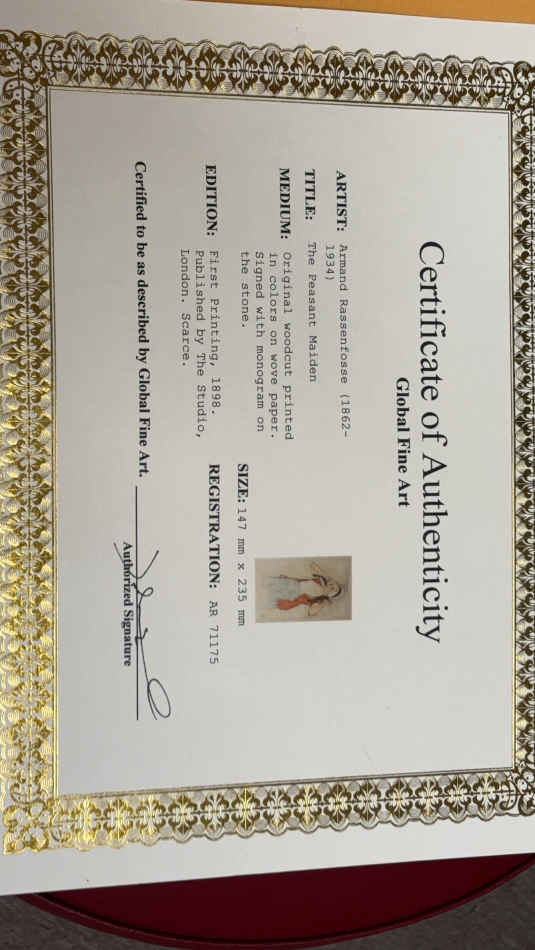 Certificate of Authenticity
Global Fine Art
ARTIST: Armand Rassenfosse (1862-
1934)
TITLE: The Peasant Maiden
MEDIUM: Original woodcut printed
in colors on wove paper.
Signed with monogram on
the stone.
SIZE: 147 mm x 235 mm
EDITION: First Printing, 1898.
Published by The Studio,
London. Scarce.
REGISTRATION: AR 71175
Certified to be as described by Global Fine Art.
Authorized Signature